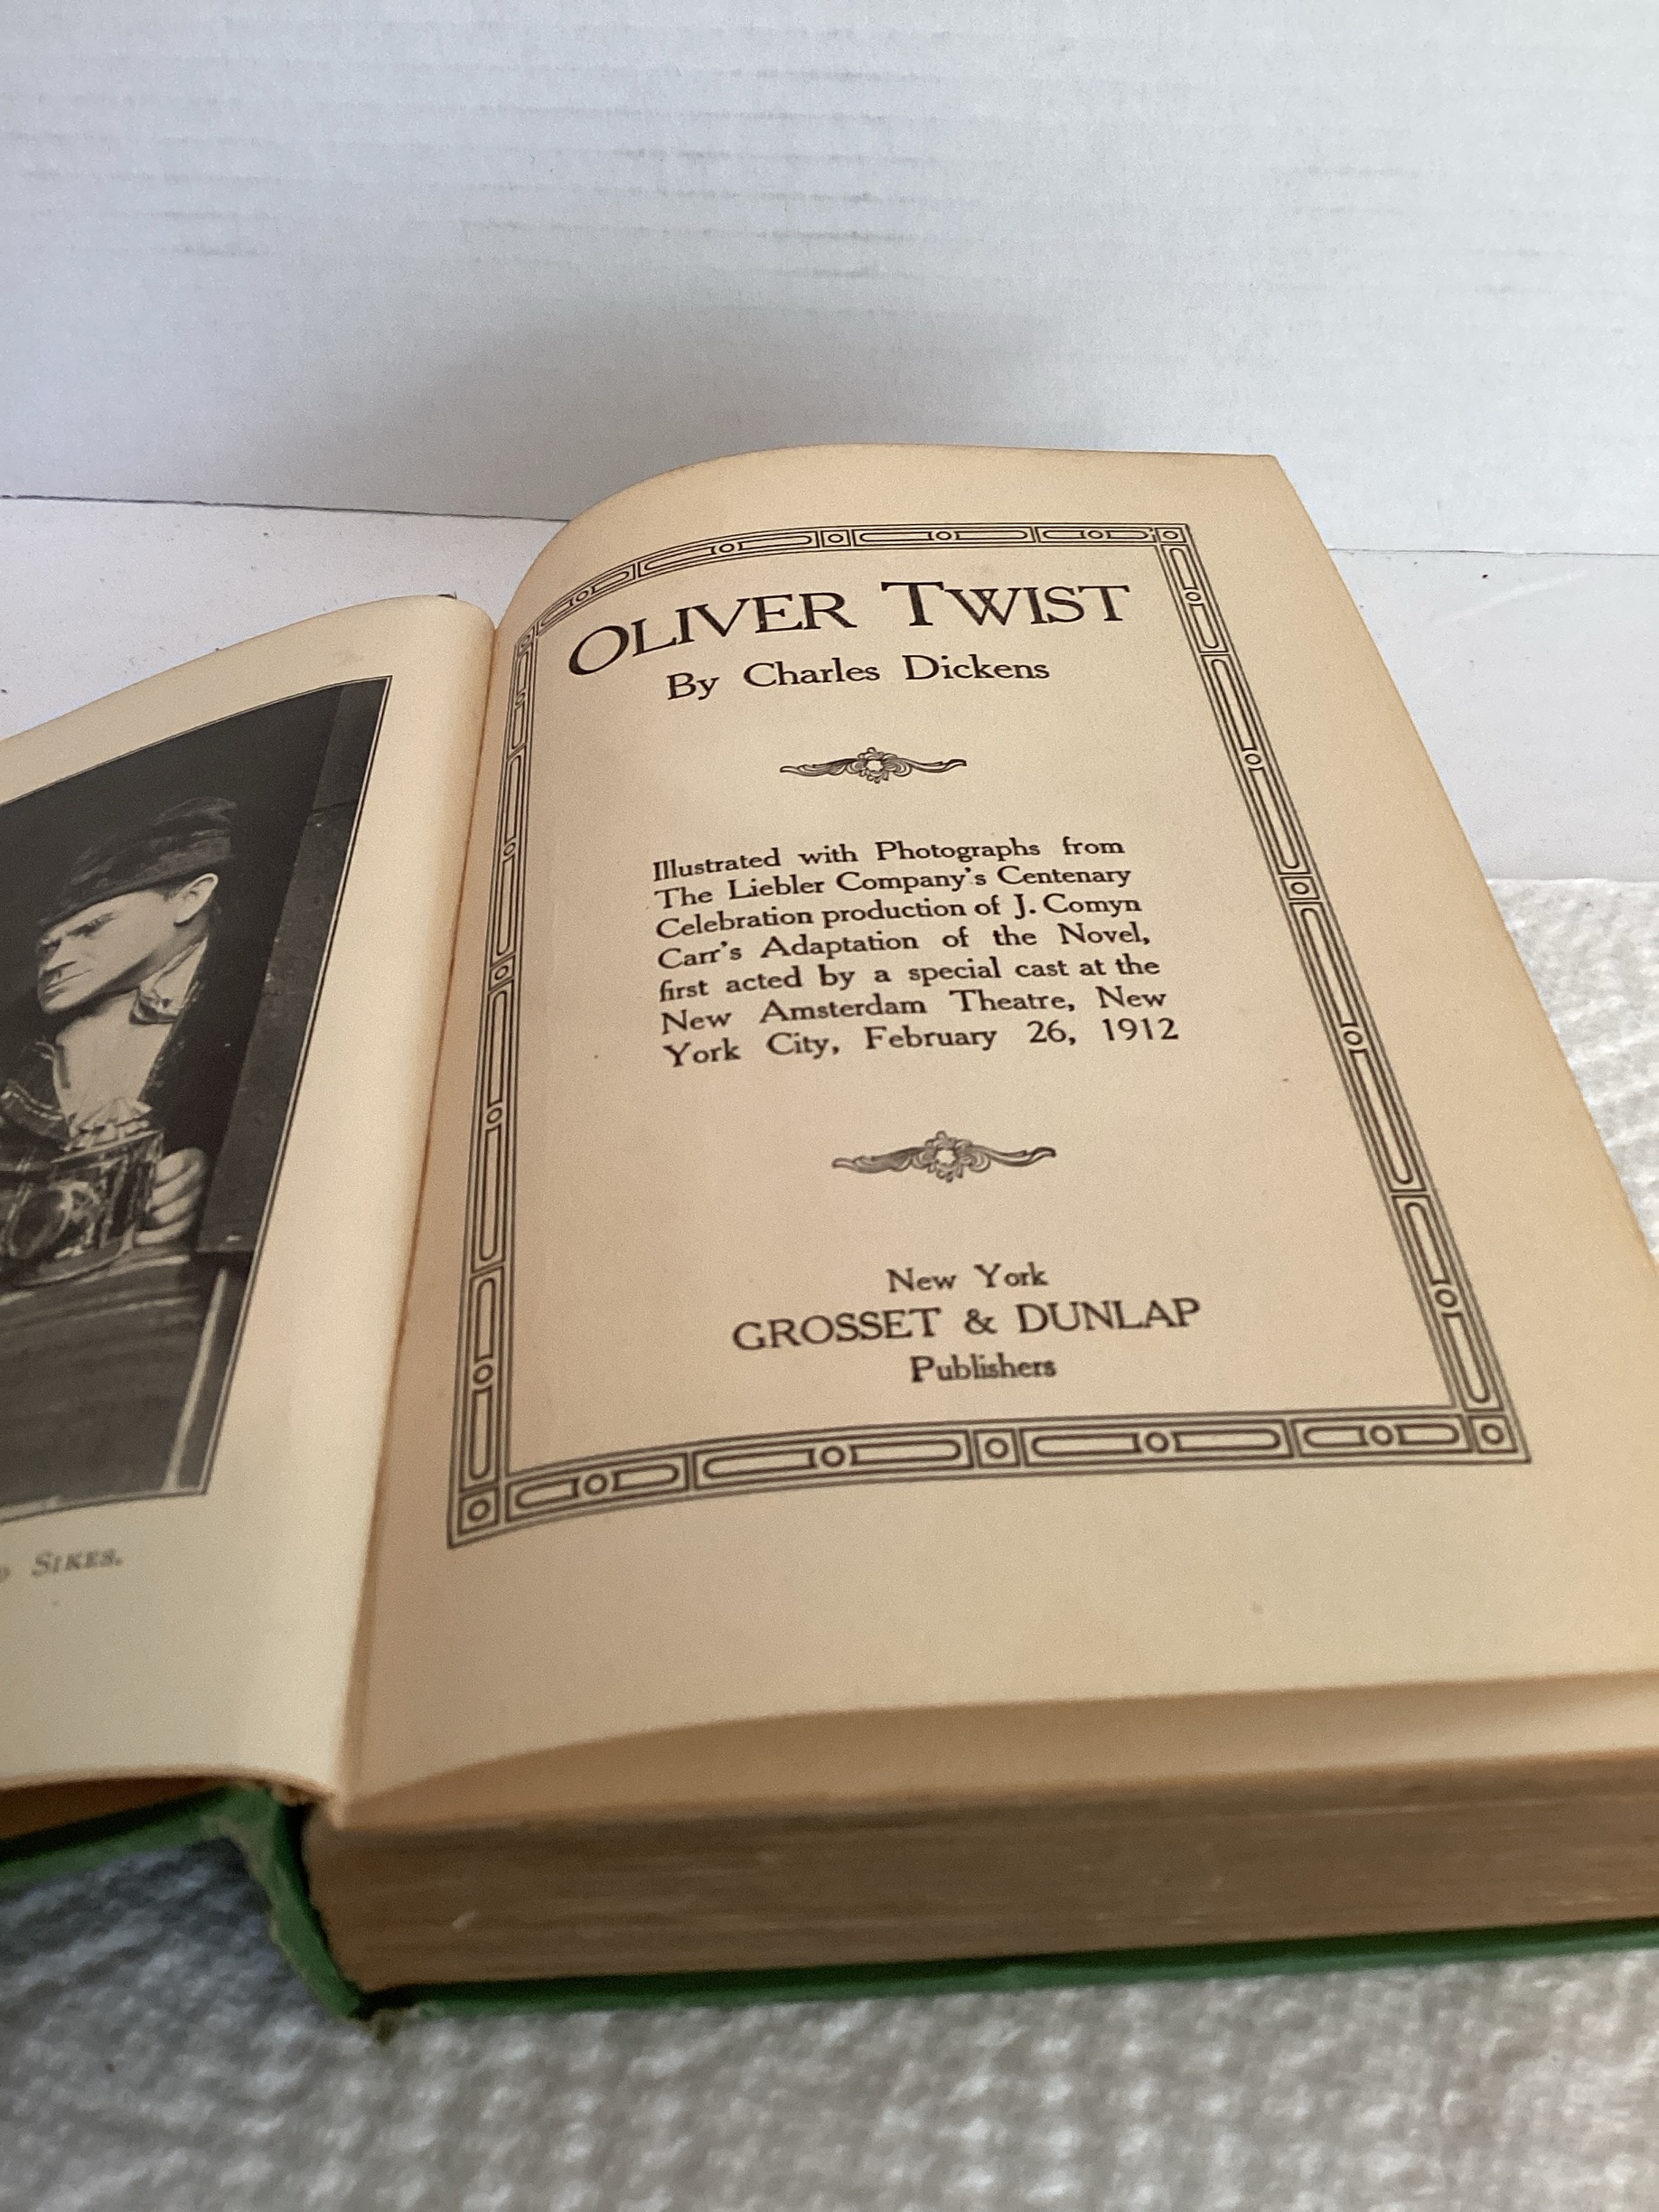 SIKES.
OLIVER TWIST
By Charles Dickens
Illustrated with Photographs from
The Liebler Company's Centenary
Celebration production of J. Comyn
Carr's Adaptation of the Novel,
first acted by a special cast at the
New Amsterdam Theatre, New
York City, February 26, 1912
New York
GROSSET & DUNLAP
Publishers